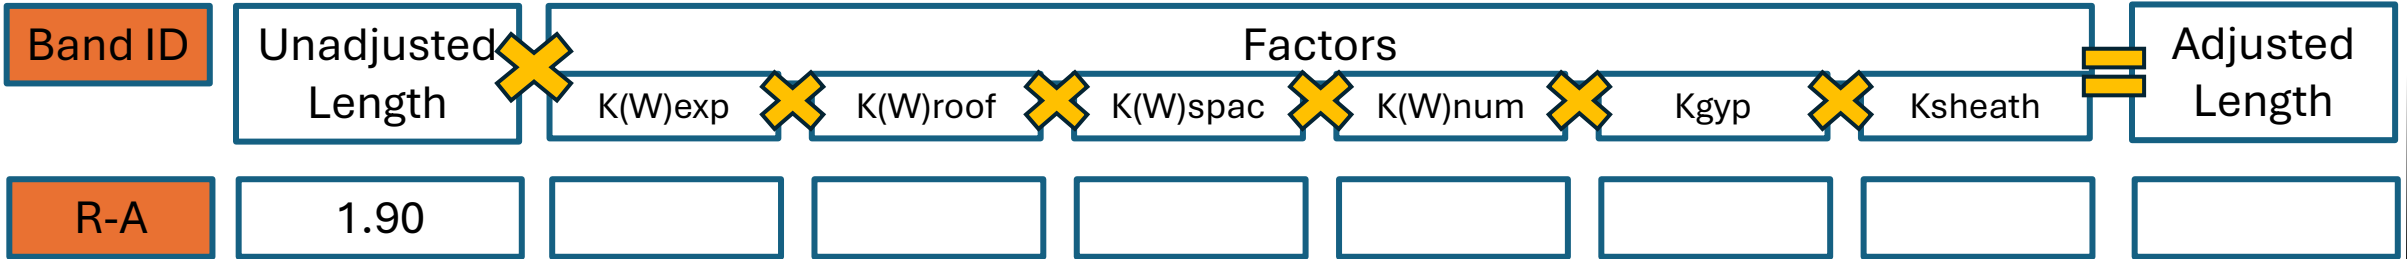 Band ID
Unadjusted
Length
Factors
K(W)exp
K(W)roof
K(W)spac
K(W)num
Kgyp
Ksheath
Adjusted
Length
R-A
1.90